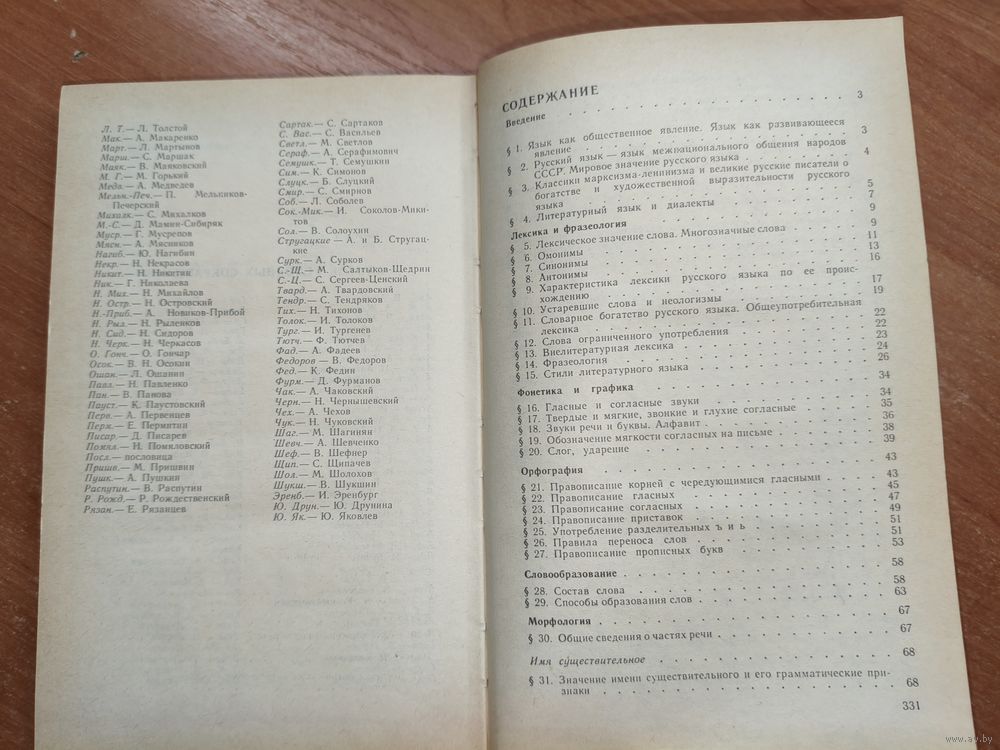 Л. Т.— Л. Толстой
Мак.— А. Макаренко
Март.— Л. Мартынов
Марш.— С. Маршак
Маяк.— В. Маяковский
М. Г.— М. Горький
Медв.— А. Медведев
Мельн.-Печ.— П. Мельников-
Печерский
Михалк.— С. Михалков
М.-С.— Д. Мамин-Сибиряк
Муср.— Г. Мусрепов
Мясн.— А. Мясников
Нагиб.— Ю. Нагибин
Некр.— Н. Некрасов
Никит.— Н. Никитин
Ник.— Г. Николаева
Н. Мих.— Н. Михайлов
Н. Остр.— Н. Островский
Н.-Приб.— А. Новиков-Прибой
Н. Рыл.— Н. Рыленков
Н. Сид.— Н. Сидоров
Н. Черк.— Н. Черкасов
О. Гонч.— О. Гончар
Осок.— В. Н. Осокин
Ошан.— Л. Ошанин
Павл.— Н. Павленко
Пан.— В. Панова
Пауст.— К. Паустовский
Перв.— А. Первенцев
Перм.— Е. Пермитин
Писар.— Д. Писарев
Помял.— Н. Помяловский
Посл.— пословица
Пришв.— М. Пришвин
Пушк.— А. Пушкин
Распутин.— В. Распутин
Р. Рожд.— Р. Рождественский
Рязан.— Е. Рязанцев
Сартак.— С. Сартаков
С. Вас.— С. Васильев
Светл.— М. Светлов
Сераф.— А. Серафимович
Семушк.— Т. Семушкин
Сим.— К. Симонов
Слуцк.— Б. Слуцкий
Смир.— С. Смирнов
Соб.— Л. Соболев
Сок.-Мик.— И. Соколов-Мики-
тов
Сол.— В. Солоухин
Стругацкие — А. и Б. Стругац-
кие
Сурк.— А. Сурков
С.-Щ.— М. Салтыков-Щедрин
С.-Ц.— С. Сергеев-Ценский
Твард.— А. Твардовский
Тендр.— С. Тендряков
Тих.— Н. Тихонов
Толок.— И. Толоков
Тург.— И. Тургенев
Тютч.— Ф. Тютчев
Фад.— А. Фадеев
Федоров — В. Федоров
Фед.— К. Федин
Фурм.— Д. Фурманов
Чак.— А. Чаковский
Черн.— Н. Чернышевский
Чех.— А. Чехов
Чук.— Н. Чуковский
Шаг.— М. Шагинян
Шевч.— А. Шевченко
Шеф.— В. Шефнер
Щип.— С. Щипачев
Шол.— М. Шолохов
Шукш.— В. Шукшин
Эренб.— И. Эренбург
Ю. Друн.— Ю. Друнина
Ю. Як.— Ю. Яковлев
СОДЕРЖАНИЕ
Введение . . . 3
§ 1. Язык как общественное явление. Язык как развивающееся
явление . . . 3
§ 2. Русский язык — язык межнационального общения народов
СССР. Мировое значение русского языка . . . 4
§ 3. Классики марксизма-ленинизма и великие русские писатели о
богатстве и художественной выразительности русского
языка . . . 5
§ 4. Литературный язык и диалекты . . . 7
Лексика и фразеология . . . 9
§ 5. Лексическое значение слова. Многозначные слова . . . 9
§ 6. Омонимы . . . 11
§ 7. Синонимы . . . 13
§ 8. Антонимы . . . 16
§ 9. Характеристика лексики русского языка по ее проис-
хождению . . . 17
§ 10. Устаревшие слова и неологизмы . . . 19
§ 11. Словарное богатство русского языка. Общеупотребительная
лексика . . . 22
§ 12. Слова ограниченного употребления . . . 22
§ 13. Внелитературная лексика . . . 23
§ 14. Фразеология . . . 24
§ 15. Стили литературного языка . . . 26
Фонетика и графика . . . 34
§ 16. Гласные и согласные звуки . . . 34
§ 17. Твердые и мягкие, звонкие и глухие согласные . . . 35
§ 18. Звуки речи и буквы. Алфавит . . . 36
§ 19. Обозначение мягкости согласных на письме . . . 38
§ 20. Слог, ударение . . . 39
Орфография . . . 43
§ 21. Правописание корней с чередующимися гласными . . . 43
§ 22. Правописание гласных . . . 45
§ 23. Правописание согласных . . . 47
§ 24. Правописание приставок . . . 49
§ 25. Употребление разделительных ъ и ь . . . 51
§ 26. Правила переноса слов . . . 51
§ 27. Правописание прописных букв . . . 53
Словообразование . . . 58
§ 28. Состав слова . . . 58
§ 29. Способы образования слов . . . 63
Морфология . . . 67
§ 30. Общие сведения о частях речи . . . 67
Имя существительное . . . 68
§ 31. Значение имени существительного и его грамматические при-
знаки . . . 68
331
www.av.by